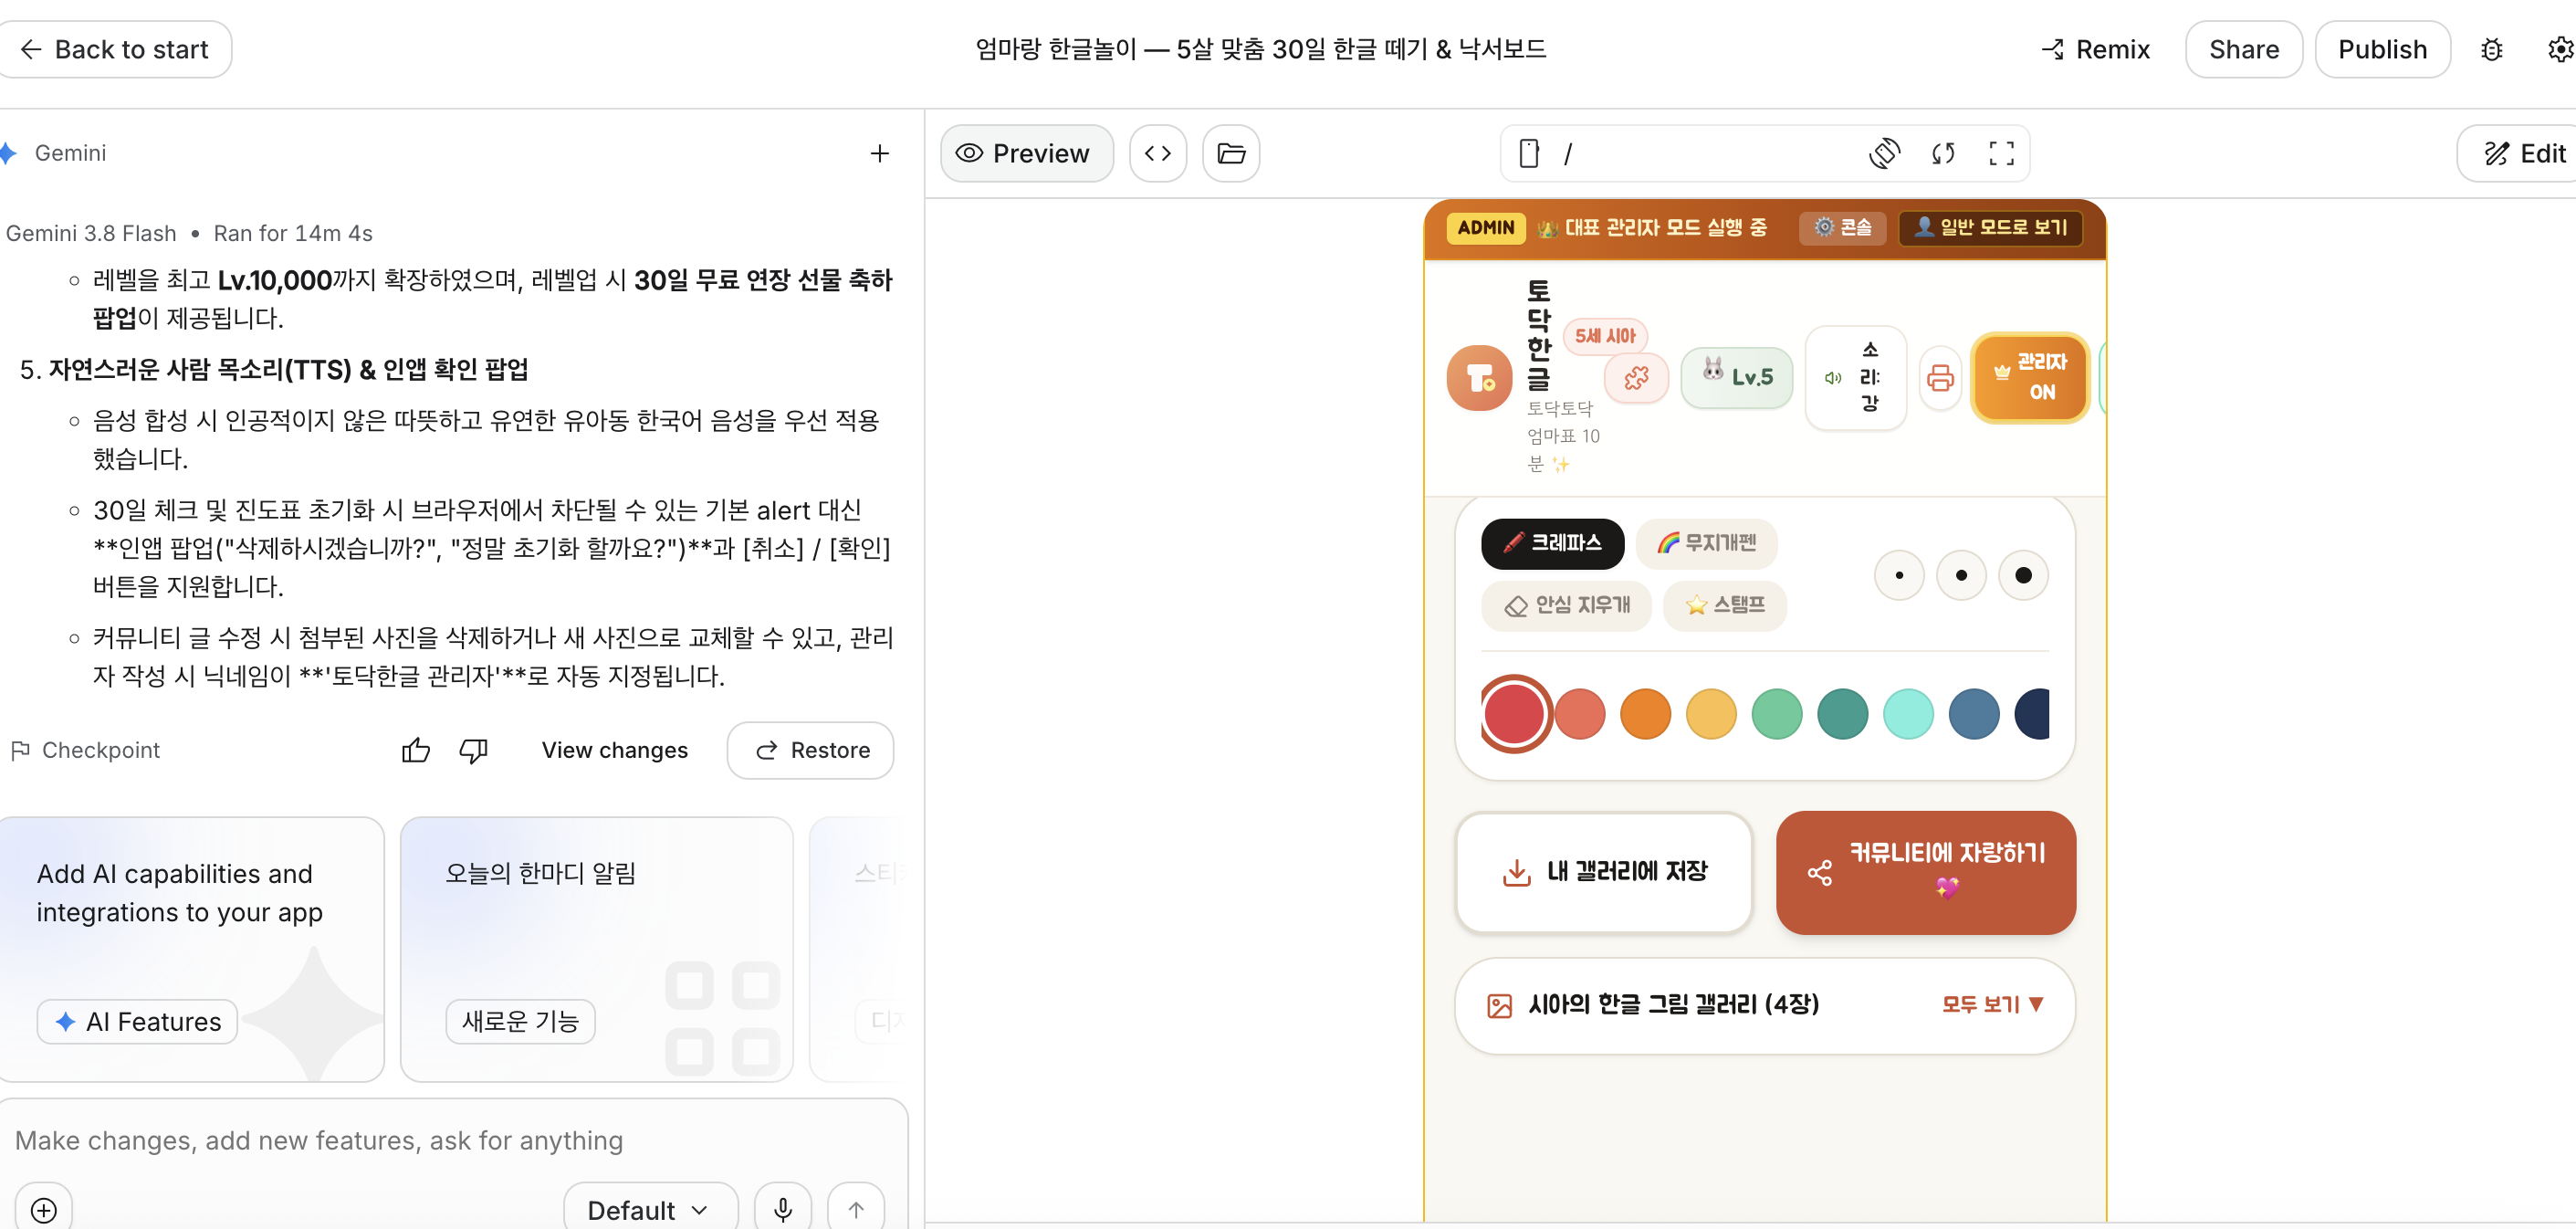 Back to start
엄마랑 한글놀이 — 5살 맞춤 30일 한글 떼기 & 낙서보드
Remix
Share
Publish
Gemini
Preview
/
Edit
Gemini 3.8 Flash • Ran for 14m 4s
레벨을 최고 Lv.10,000까지 확장하였으며, 레벨업 시 30일 무료 연장 선물 축하
팝업이 제공됩니다.
5. 자연스러운 사람 목소리(TTS) & 인앱 확인 팝업
음성 합성 시 인공적이지 않은 따뜻하고 유연한 유아동 한국어 음성을 우선 적용
했습니다.
30일 체크 및 진도표 초기화 시 브라우저에서 차단될 수 있는 기본 alert 대신
**인앱 팝업("삭제하시겠습니까?", "정말 초기화 할까요?")**과 [취소] / [확인]
버튼을 지원합니다.
커뮤니티 글 수정 시 첨부된 사진을 삭제하거나 새 사진으로 교체할 수 있고, 관리
자 작성 시 닉네임이 **'토닥한글 관리자'**로 자동 지정됩니다.
Checkpoint
View changes
Restore
Add AI capabilities and
integrations to your app
AI Features
오늘의 한마디 알림
새로운 기능
스티
디자
Make changes, add new features, ask for anything
Default
ADMIN
대표 관리자 모드 실행 중
콘솔
일반 모드로 보기
토
닥
한
글
토닥토닥
엄마표 10
분
5세 시아
Lv.5
소
리:
강
관리자
ON
크레파스
무지개펜
안심 지우개
스탬프
내 갤러리에 저장
커뮤니티에 자랑하기
시아의 한글 그림 갤러리 (4장)
모두 보기 ▼